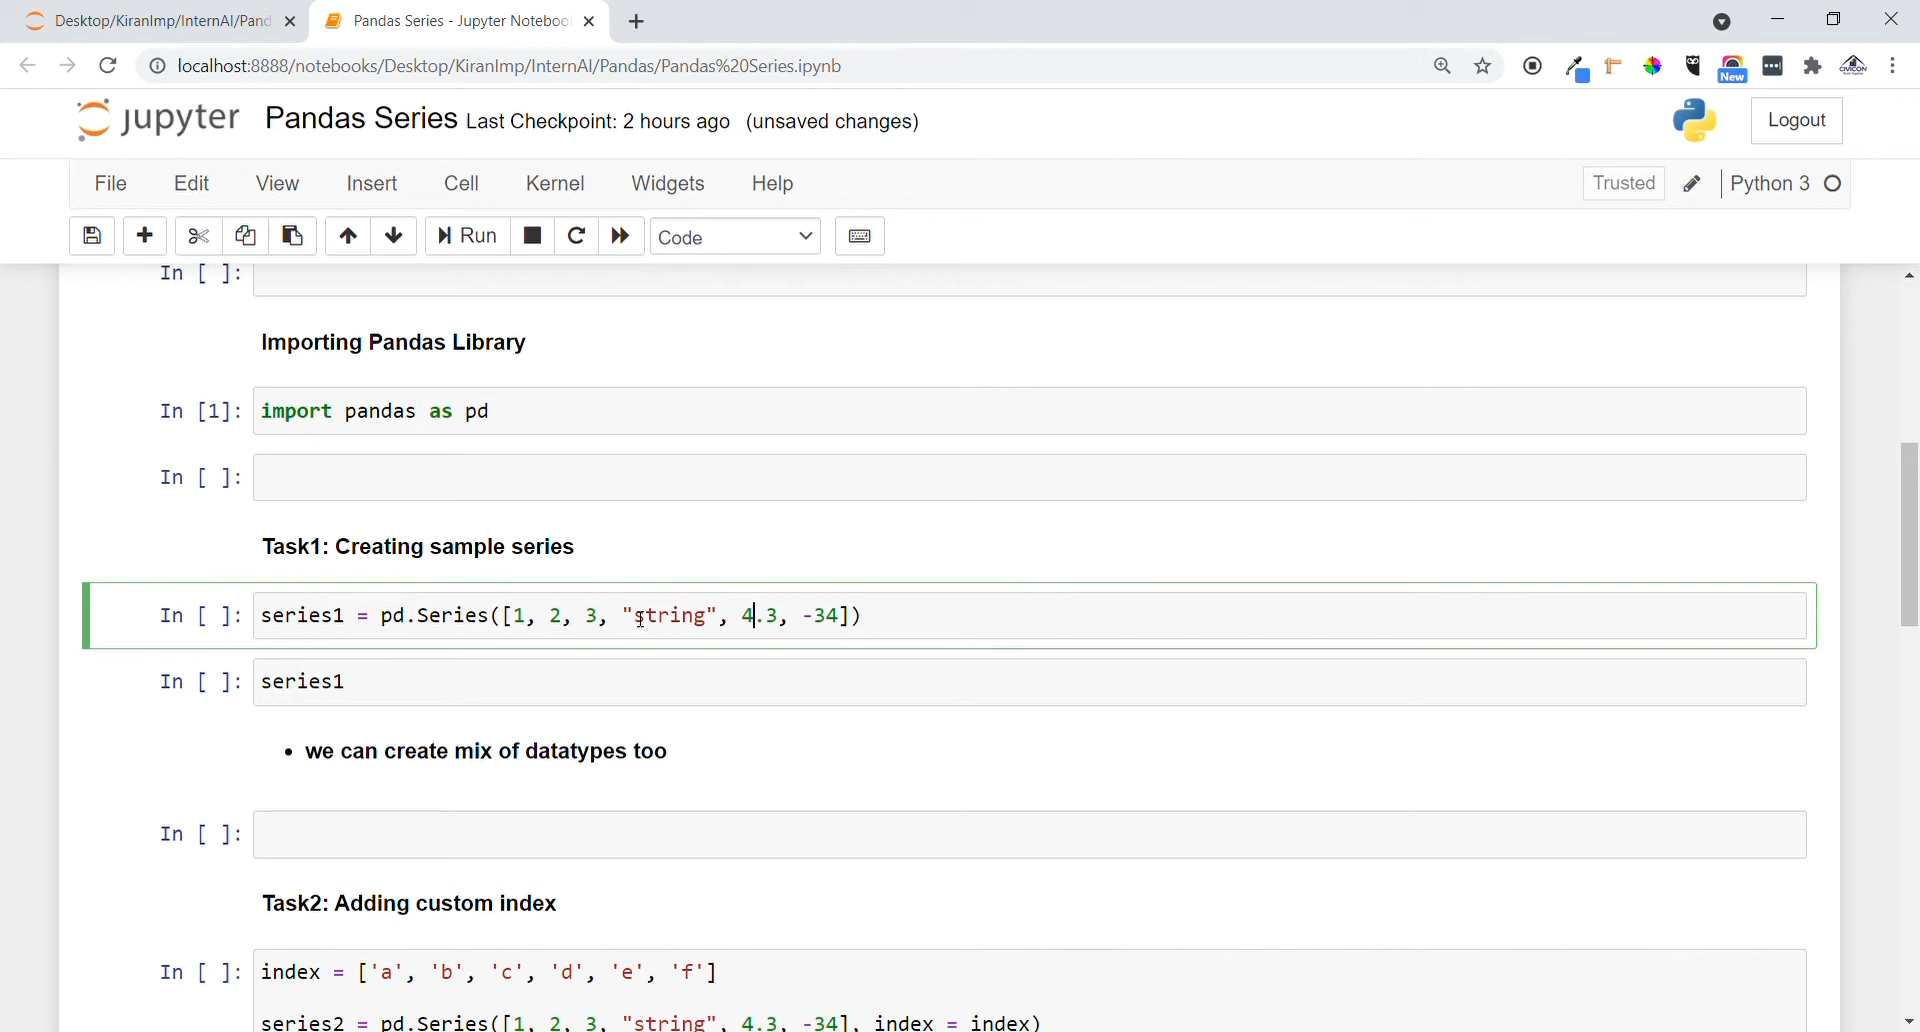 Desktop/KiranImp/InternAI/Pand
Pandas Series - Jupyter Noteboo
localhost:8888/notebooks/Desktop/KiranImp/InternAI/Pandas/Pandas%20Series.ipynb
New
CIVICON
jupyter Pandas Series Last Checkpoint: 2 hours ago (unsaved changes)
Logout
File Edit View Insert Cell Kernel Widgets Help
Trusted Python 3
Run Code
In [ ]:
Importing Pandas Library
In [1]: import pandas as pd
In [ ]:
Task1: Creating sample series
In [ ]: series1 = pd.Series([1, 2, 3, "string", 4.3, -34])
In [ ]: series1
• we can create mix of datatypes too
In [ ]:
Task2: Adding custom index
In [ ]: index = ['a', 'b', 'c', 'd', 'e', 'f']
series2 = pd.Series([1, 2, 3, "string", 4.3, -34], index = index)